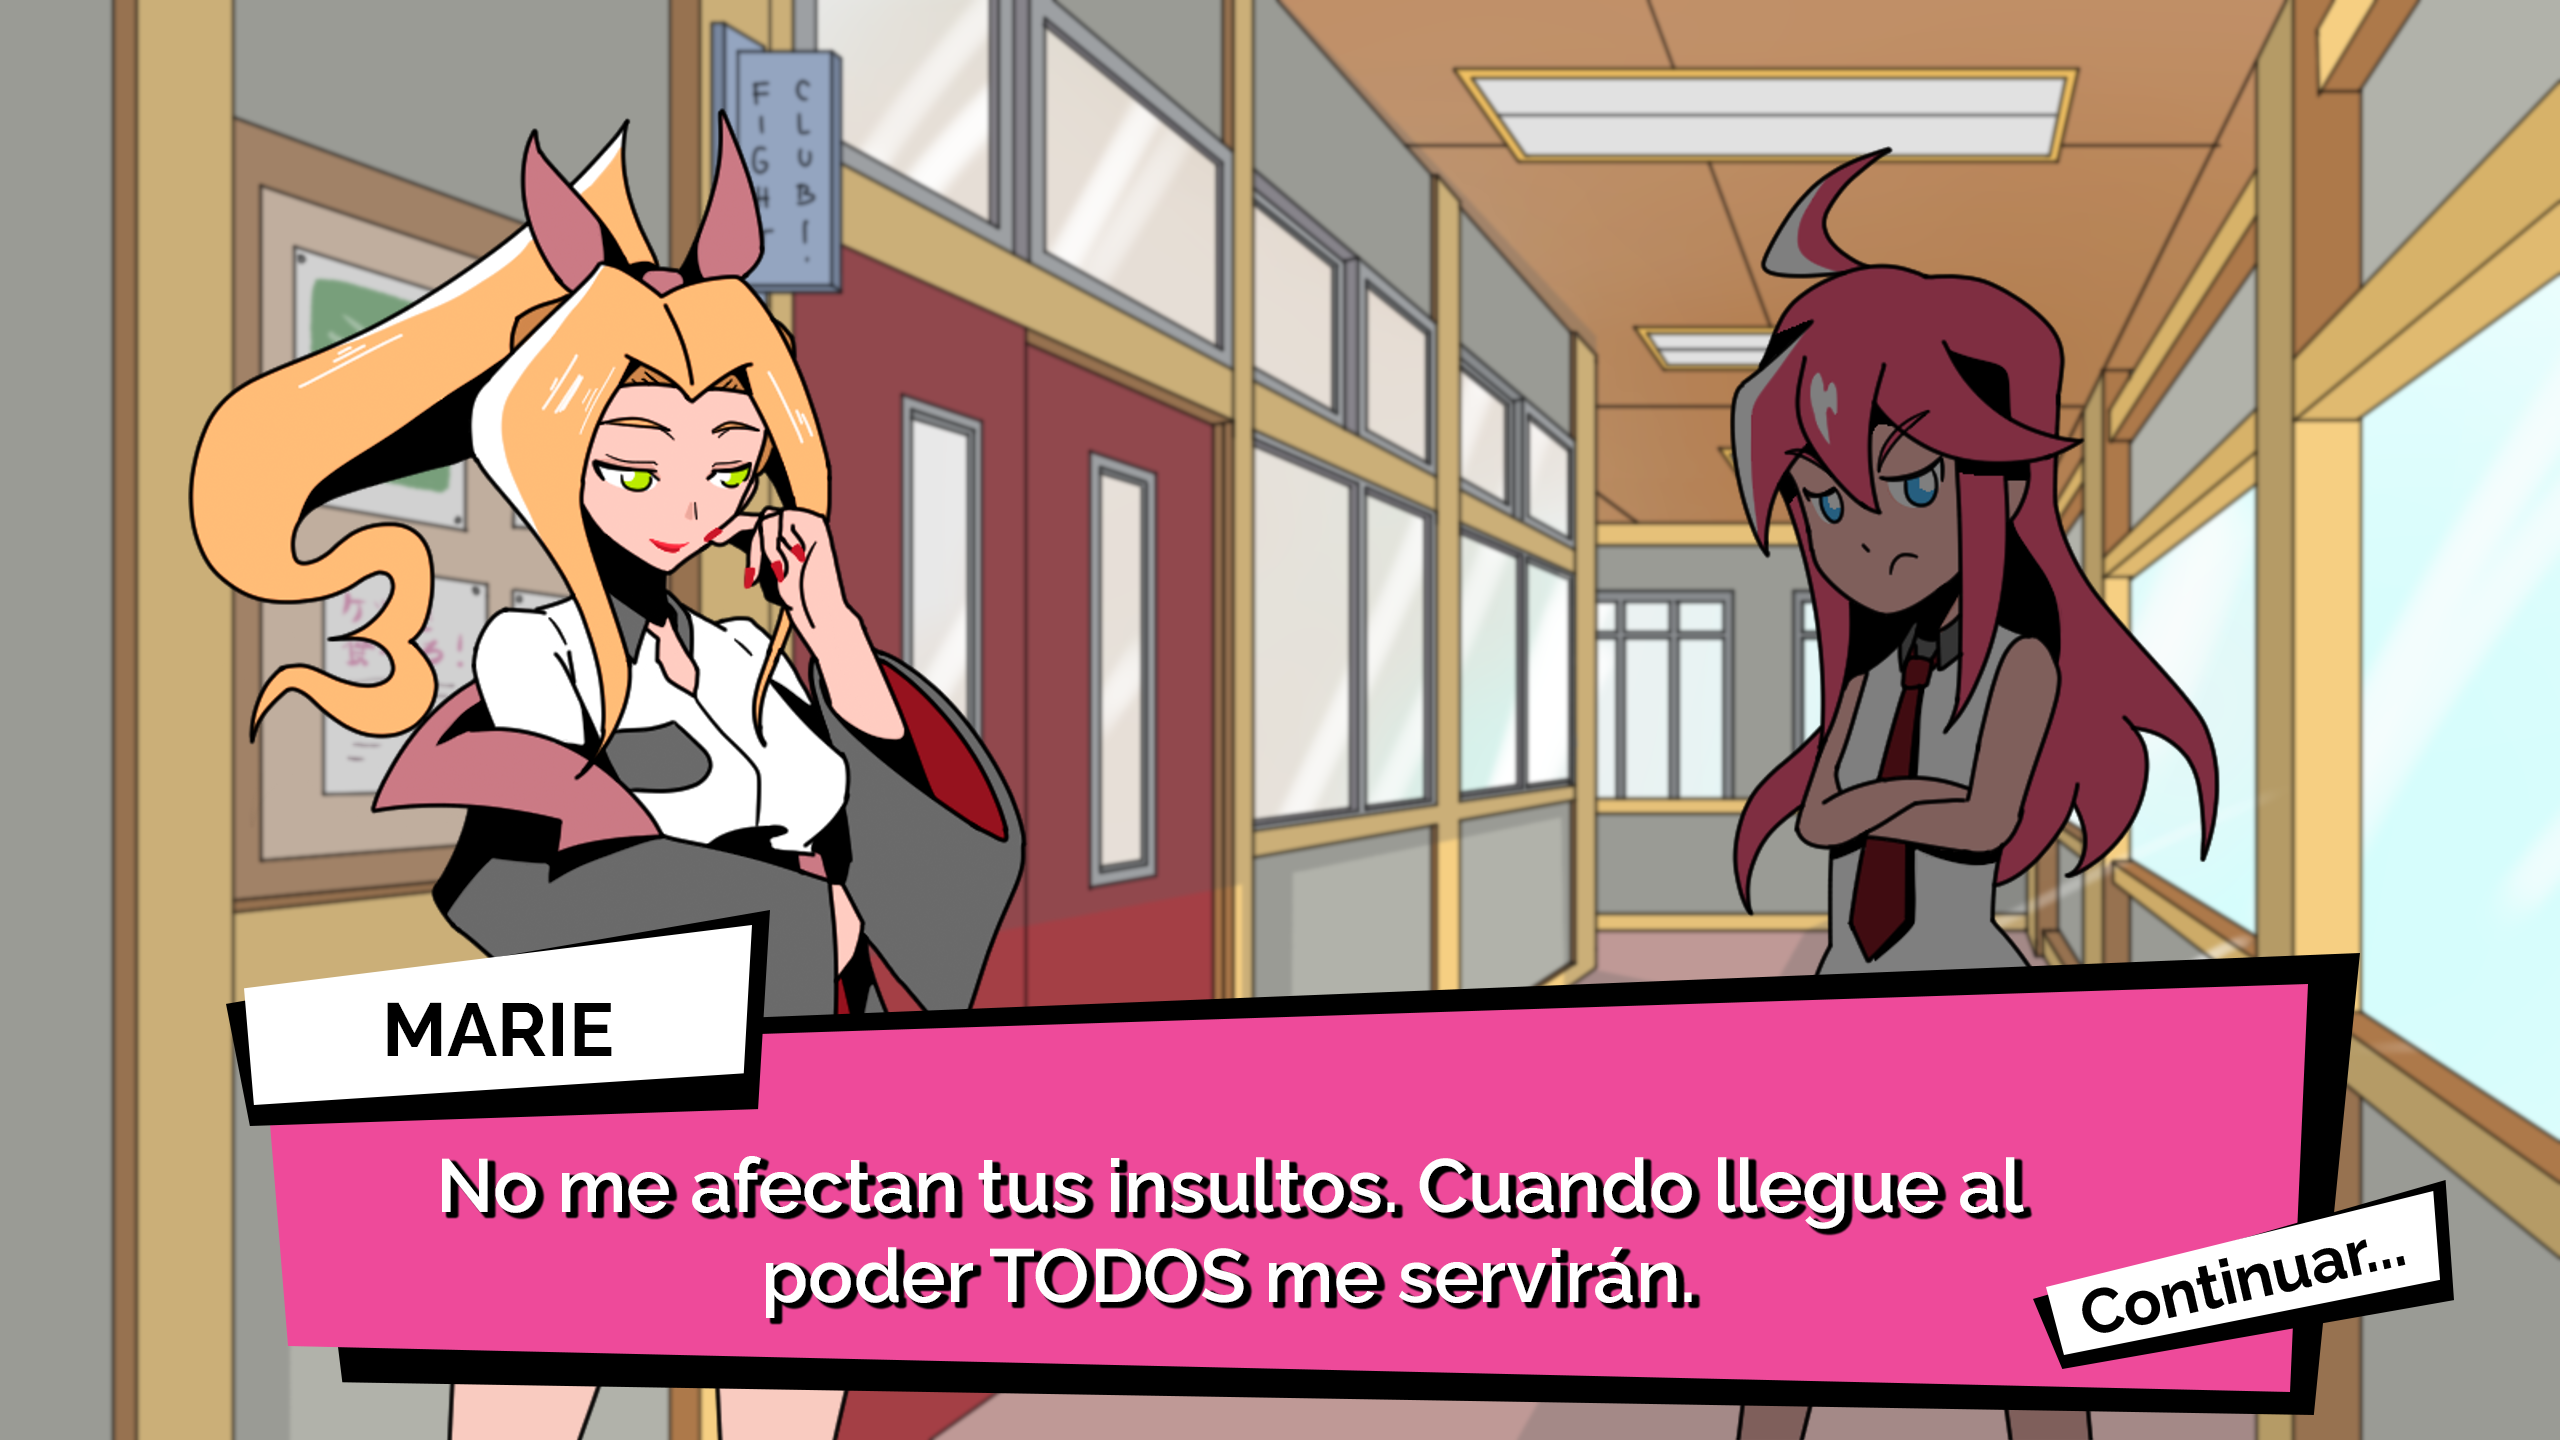 FIGHT
CLUB!
MARIE
No me afectan tus insultos. Cuando llegue al
poder TODOS me servirán.
Continuar...